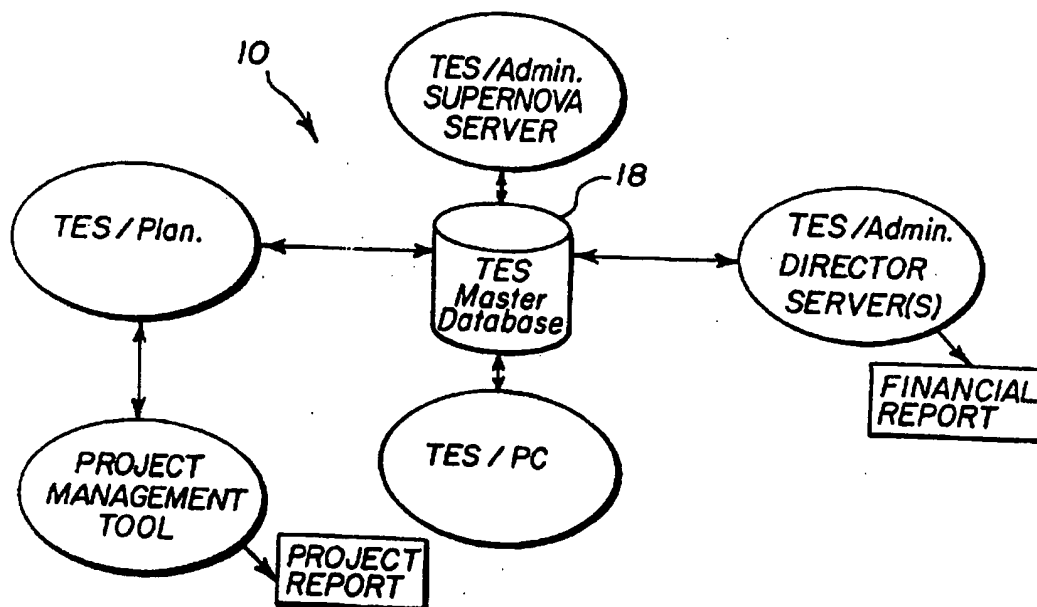 10
TES/Admin.
SUPERNOVA
SERVER
18
TES/Plan.
TES
Master
Database
TES/Admin.
DIRECTOR
SERVER(S)
FINANCIAL
REPORT
PROJECT
MANAGEMENT
TOOL
TES/PC
PROJECT
REPORT